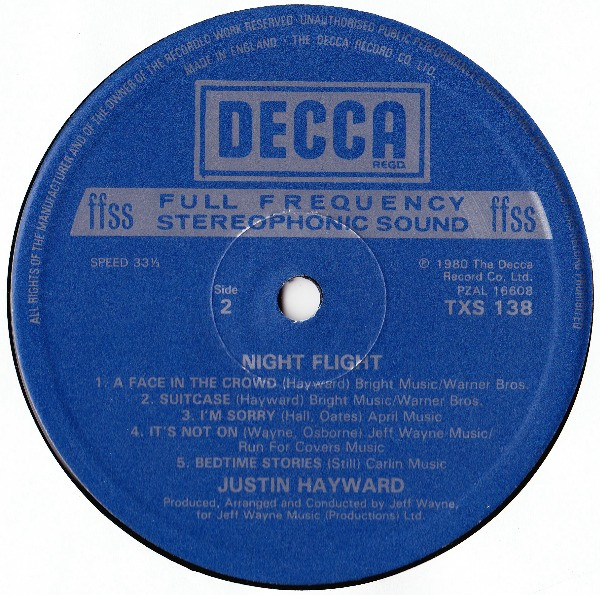 ALL RIGHTS OF THE MANUFACTURER AND OF THE OWNER OF THE RECORDED WORK RESERVED · UNAUTHORISED PUBLIC
MADE IN ENGLAND · THE DECCA RECORD CO. LTD.
DECCA
REGD.
ffss FULL FREQUENCY ffss
STEREOPHONIC SOUND
SPEED 33⅓
℗ 1980 The Decca
Record Co. Ltd.
PZAL 16608
TXS 138
Side
2
NIGHT FLIGHT
1. A FACE IN THE CROWD (Hayward) Bright Music/Warner Bros.
2. SUITCASE (Hayward) Bright Music/Warner Bros.
3. I'M SORRY (Hall, Oates) April Music
4. IT'S NOT ON (Wayne, Osborne) Jeff Wayne Music/
Run For Covers Music
5. BEDTIME STORIES (Still) Carlin Music
JUSTIN HAYWARD
Produced, Arranged and Conducted by Jeff Wayne,
for Jeff Wayne Music (Productions) Ltd.